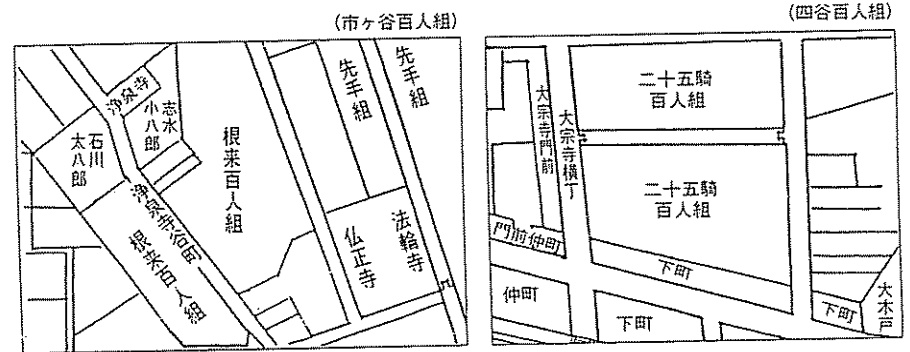 (市ヶ谷百人組)
浄泉寺
志水
小八郎
石川
太八郎
根来百人組
浄泉寺谷町
根来百人組
先手組
先手組
仏正寺
法輪寺
(四谷百人組)
大宗寺門前
大宗寺横丁
二十五騎
百人組
二十五騎
百人組
門前仲町
下町
仲町
下町
下町
大木戸